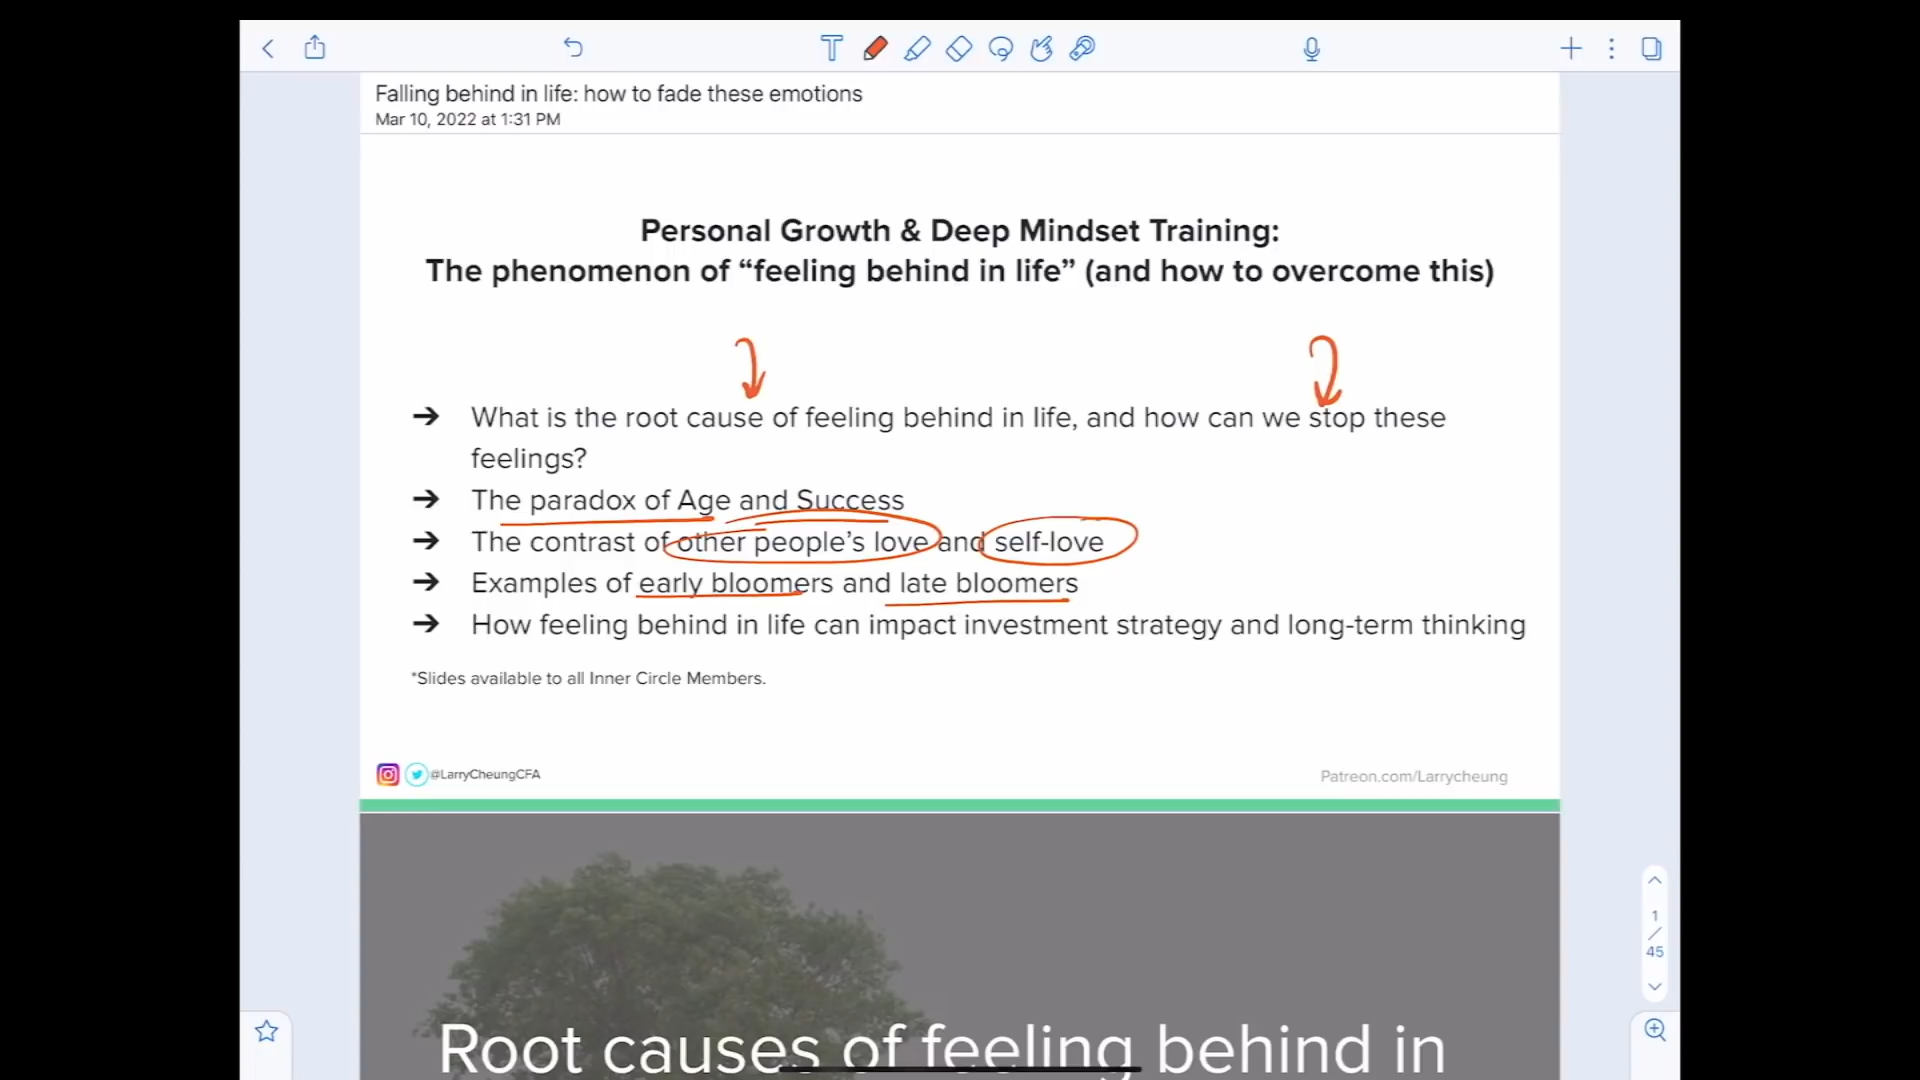 Falling behind in life: how to fade these emotions
Mar 10, 2022 at 1:31 PM
Personal Growth & Deep Mindset Training:
The phenomenon of “feeling behind in life” (and how to overcome this)
➔ What is the root cause of feeling behind in life, and how can we stop these
feelings?
➔ The paradox of Age and Success
➔ The contrast of other people’s love and self-love
➔ Examples of early bloomers and late bloomers
➔ How feeling behind in life can impact investment strategy and long-term thinking
*Slides available to all Inner Circle Members.
@LarryCheungCFA
Patreon.com/Larrycheung
1
/
45
Root causes of feeling behind in